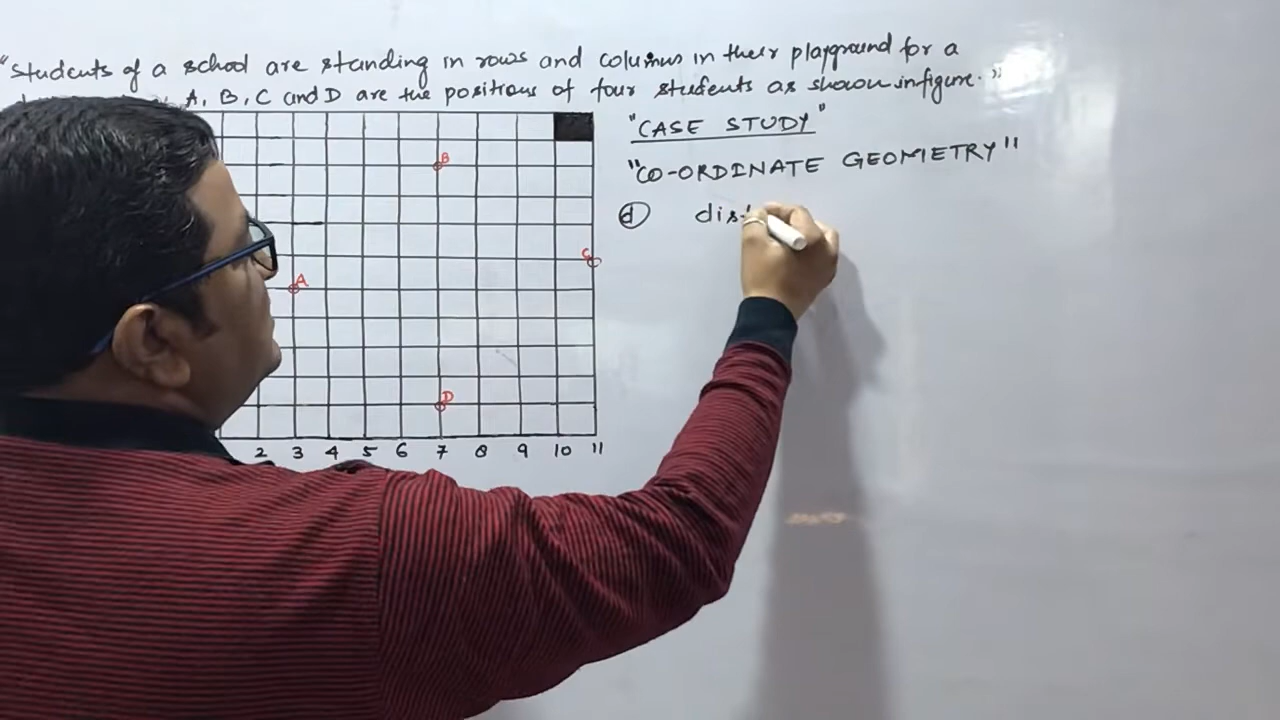 "Students of a school are standing in rows and columns in their playground for a
A, B, C and D are the positions of four students as shown in figure."
"CASE STUDY"
"CO-ORDINATE GEOMETRY"
B
d
C
A
D
2 3 4 5 6 7 8 9 10 11